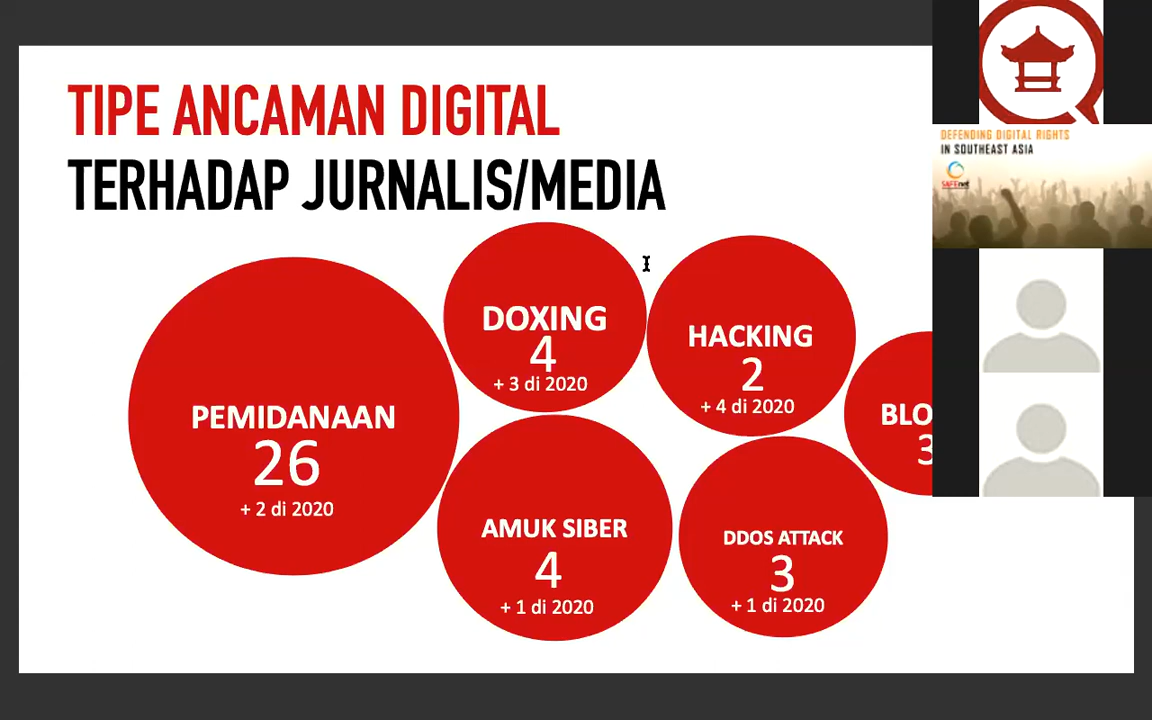 TIPE ANCAMAN DIGITAL
TERHADAP JURNALIS/MEDIA
PEMIDANAAN
26
+ 2 di 2020
DOXING
4
+ 3 di 2020
HACKING
2
+ 4 di 2020
AMUK SIBER
4
+ 1 di 2020
DDOS ATTACK
3
+ 1 di 2020
3
DEFENDING DIGITAL RIGHTS
IN SOUTHEAST ASIA
SAFEnet